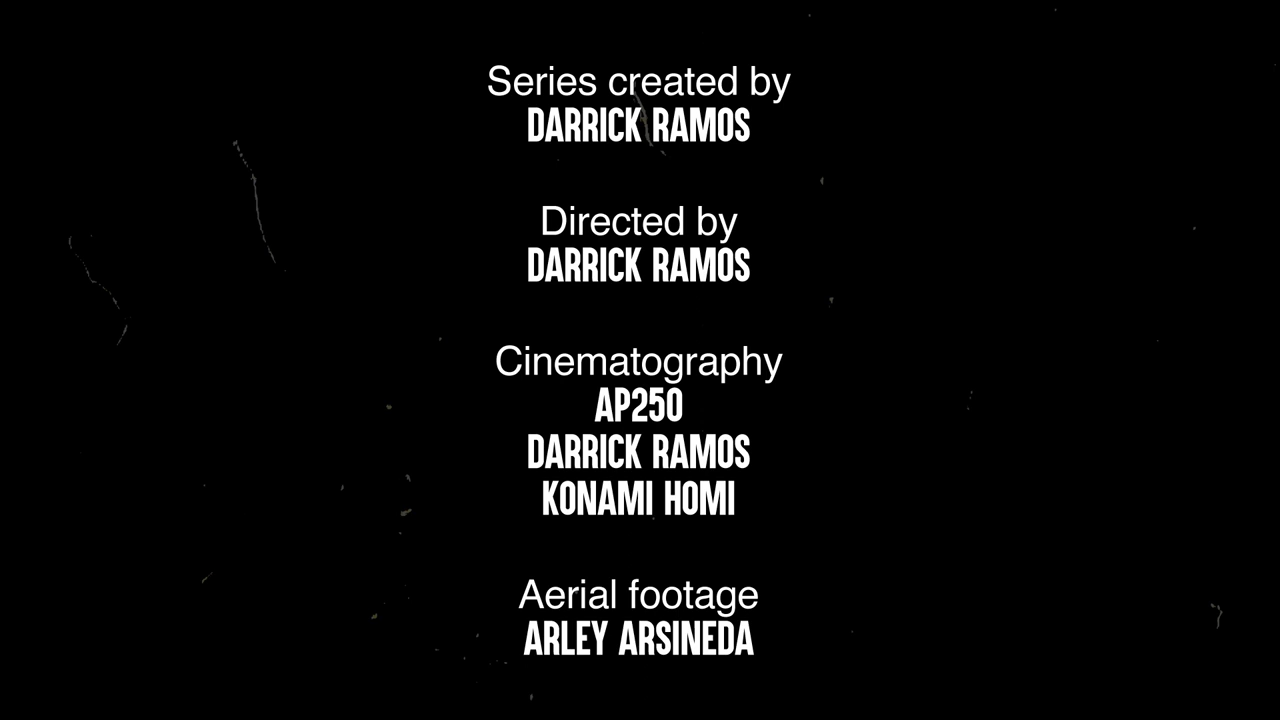 Series created by
DARRICK RAMOS
Directed by
DARRICK RAMOS
Cinematography
AP250
DARRICK RAMOS
KONAMI HOMI
Aerial footage
ARLEY ARSINEDA